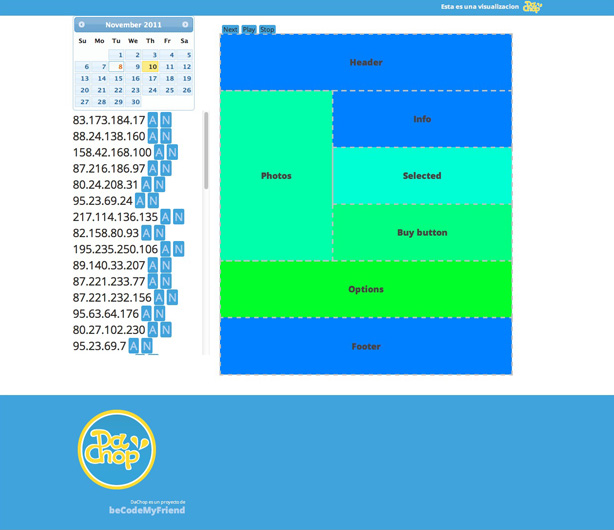 Esta es una visualizacion DaChop
November 2011
Su Mo Tu We Th Fr Sa
1 2 3 4 5
6 7 8 9 10 11 12
13 14 15 16 17 18 19
20 21 22 23 24 25 26
27 28 29 30
83.173.184.17 A N
88.24.138.160 A N
158.42.168.100 A N
87.216.186.97 A N
80.24.208.31 A N
95.23.69.24 A N
217.114.136.135 A N
82.158.80.93 A N
195.235.250.106 A N
89.140.33.207 A N
87.221.233.77 A N
87.221.232.156 A N
95.63.64.176 A N
80.27.102.230 A N
95.23.69.7 A N
Next Play Stop
Header
Photos
Info
Selected
Buy button
Options
Footer
Da
Chop
DaChop es un proyecto de
beCodeMyFriend